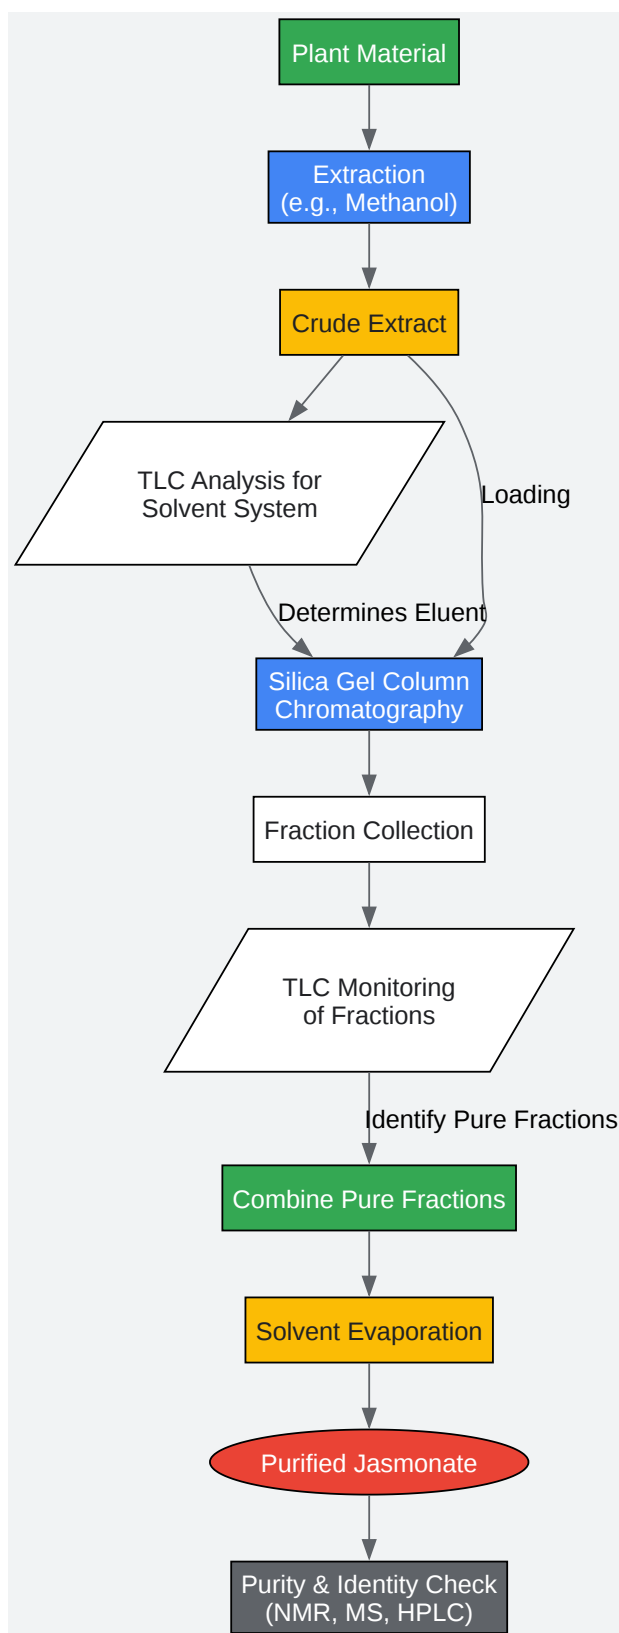 Plant Material
Extraction
(e.g., Methanol)
Crude Extract
TLC Analysis for
Solvent System
Loading
Determines Eluent
Silica Gel Column
Chromatography
Fraction Collection
TLC Monitoring
of Fractions
Identify Pure Fractions
Combine Pure Fractions
Solvent Evaporation
Purified Jasmonate
Purity & Identity Check
(NMR, MS, HPLC)